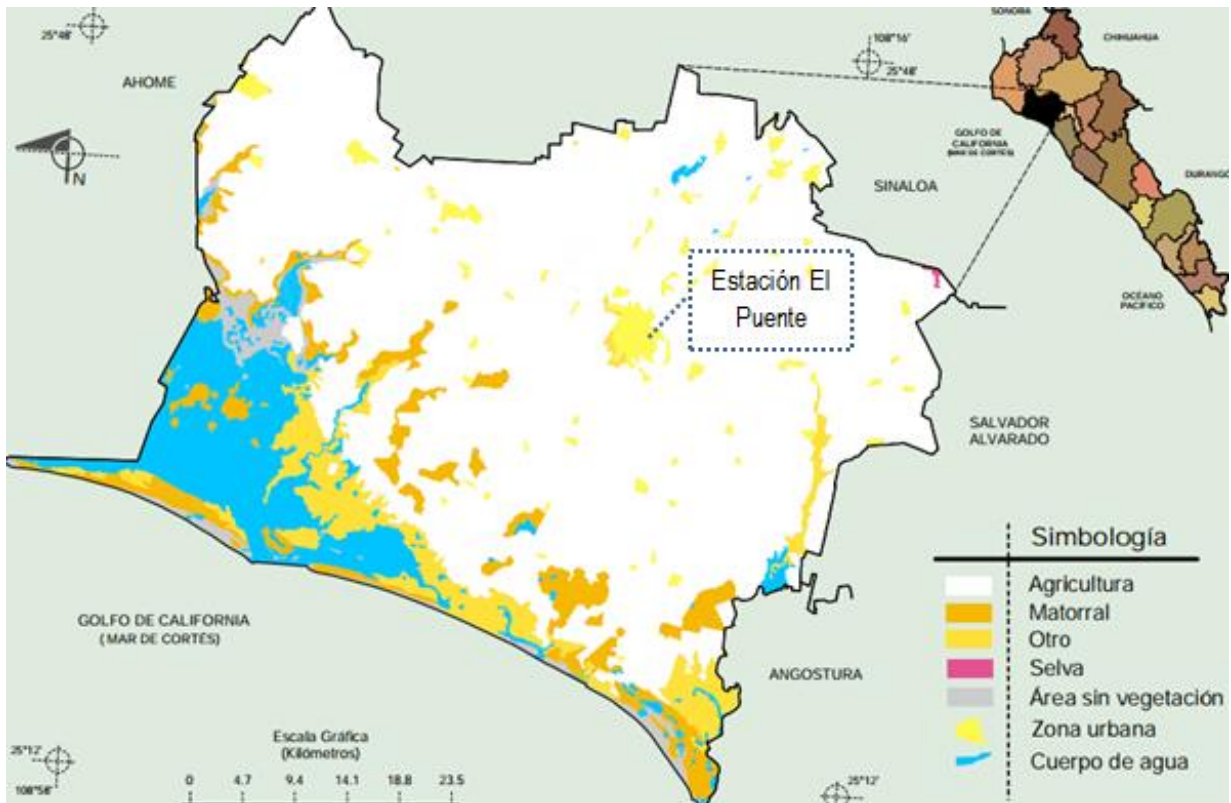 25°48'
AHOME
N
108°16'
25°48'
SONORA
CHIHUAHUA
GOLFO DE
CALIFORNIA
(MAR DE CORTÉS)
DURANGO
OCÉANO
PACÍFICO
SINALOA
Estación El
Puente
SALVADOR
ALVARADO
GOLFO DE CALIFORNIA
( MAR DE CORTÉS)
ANGOSTURA
Simbología
Agricultura
Matorral
Otro
Selva
Área sin vegetación
Zona urbana
Cuerpo de agua
Escala Gráfica
(Kilómetros)
0 4.7 9.4 14.1 18.8 23.5
25°12'
108°58'
25°12'